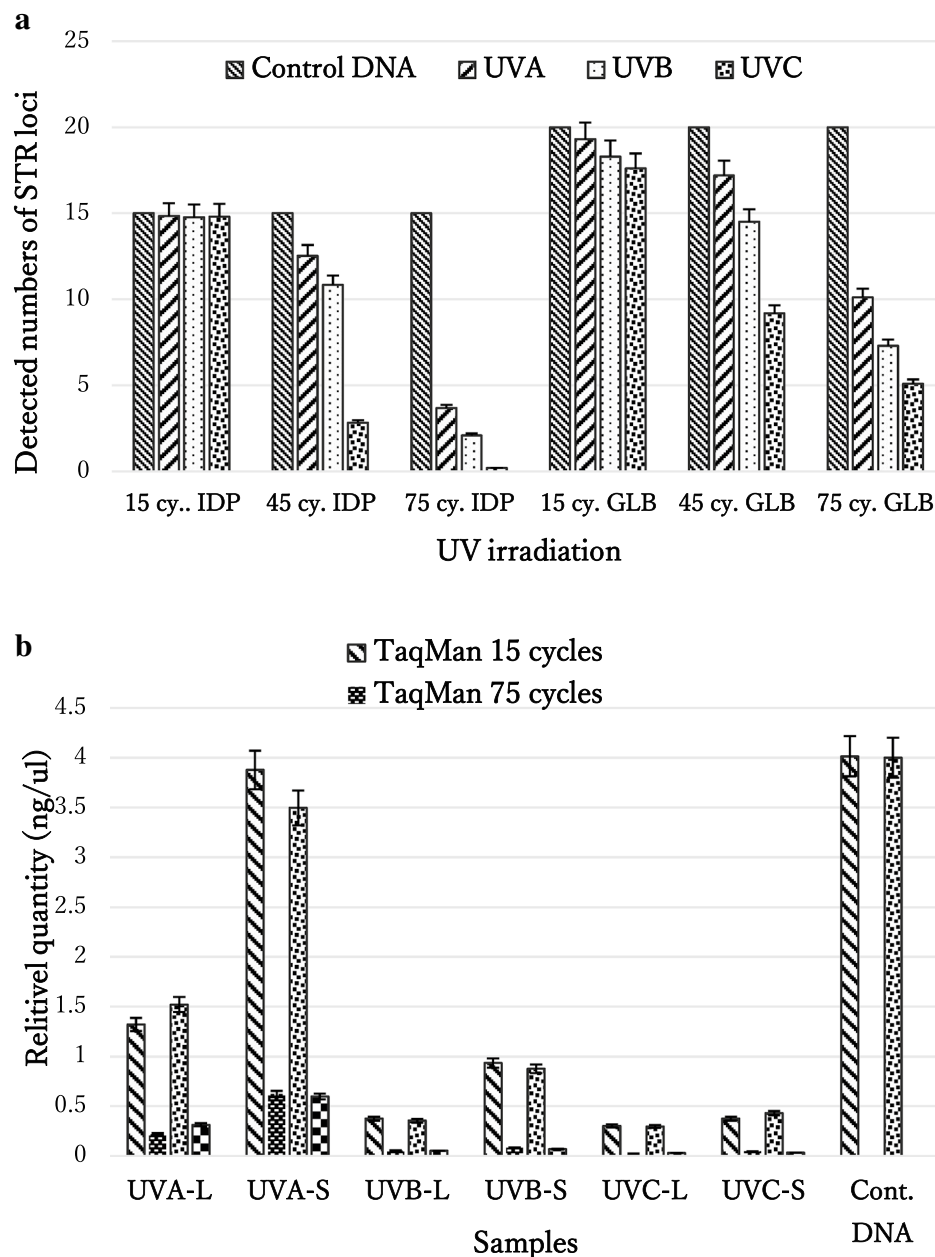 a
25
Control DNA UVA UVB UVC
20
15
10
5
0
Detected numbers of STR loci
15 cy.. IDP 45 cy. IDP 75 cy. IDP 15 cy. GLB 45 cy. GLB 75 cy. GLB
UV irradiation
b
TaqMan 15 cycles
TaqMan 75 cycles
4.5
4
3.5
3
2.5
2
1.5
1
0.5
0
Relitivel quantity (ng/ul)
UVA-L UVA-S UVB-L UVB-S UVC-L UVC-S Cont.
DNA
Samples